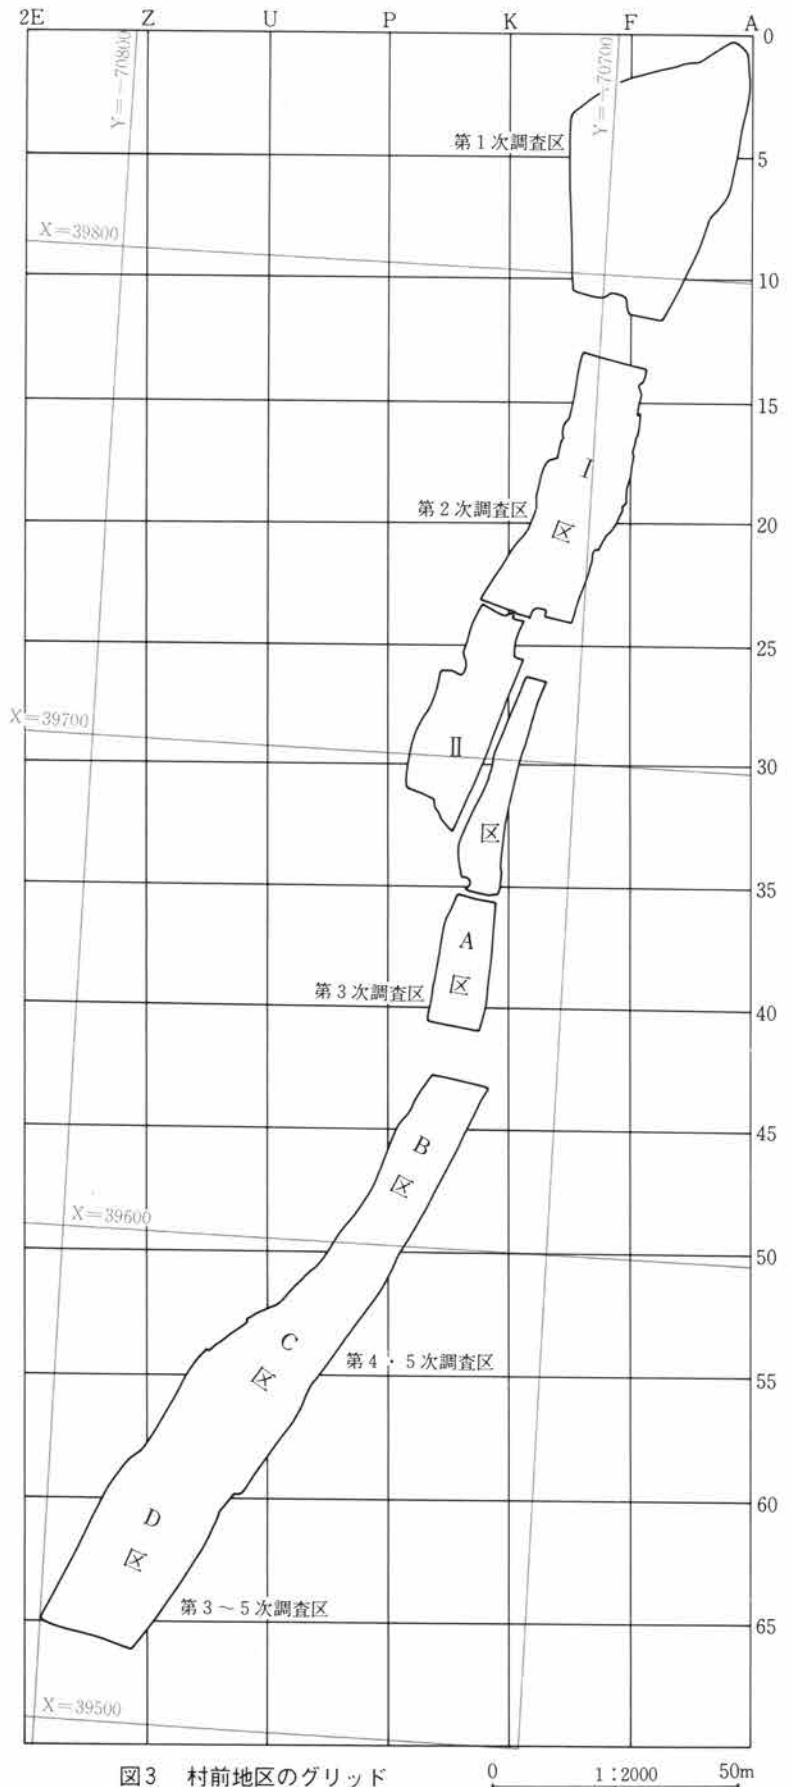 2E Z U P K F A
0
Y=-70800
Y=-70700
第1次調査区
5
X=39800
10
15
I
区
第2次調査区
20
25
X=39700
II
30
区
35
A
区
第3次調査区
40
B
区
45
X=39600
50
C
区
第4・5次調査区
55
D
区
60
第3～5次調査区
65
X=39500
図3 村前地区のグリッド
0 1:2000 50m